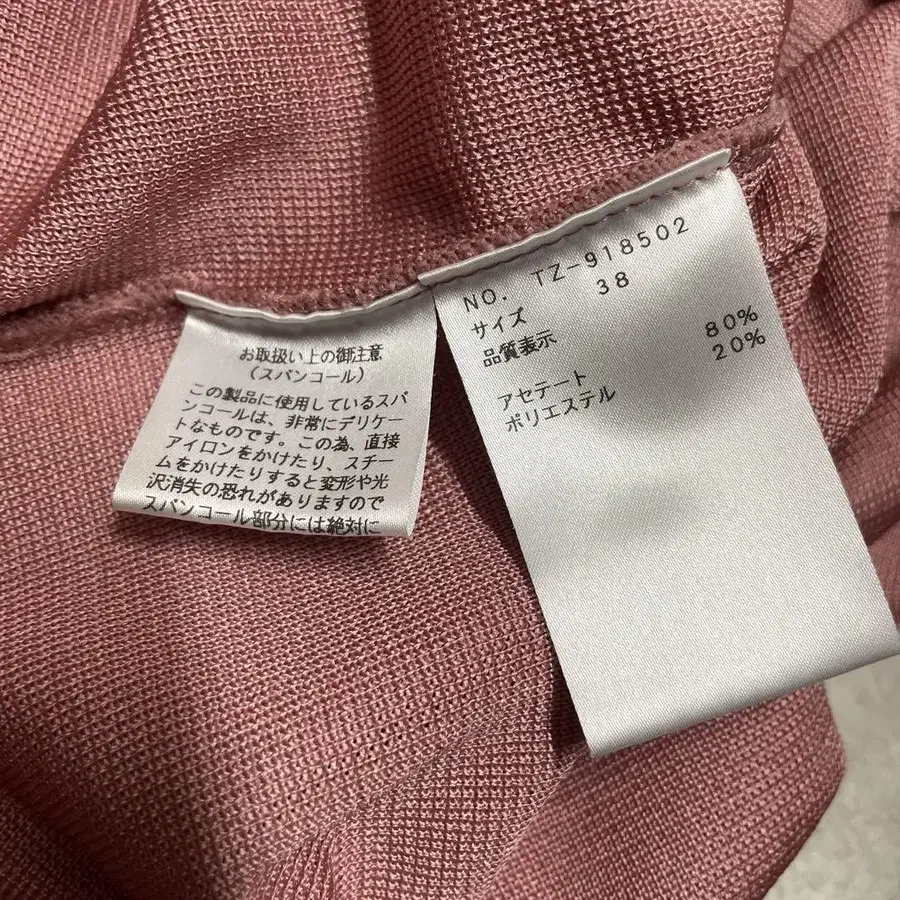 お取扱い上の御注意
(スパンコール)
この製品に使用しているスパ
ンコールは、非常にデリケー
トなものです。この為、直接
アイロンをかけたり、スチー
ムをかけたりすると変形や光
沢消失の恐れがありますので
スパンコール部分には絶対に
NO. TZ-918502
サイズ 38
品質表示
アセテート 80%
ポリエステル 20%